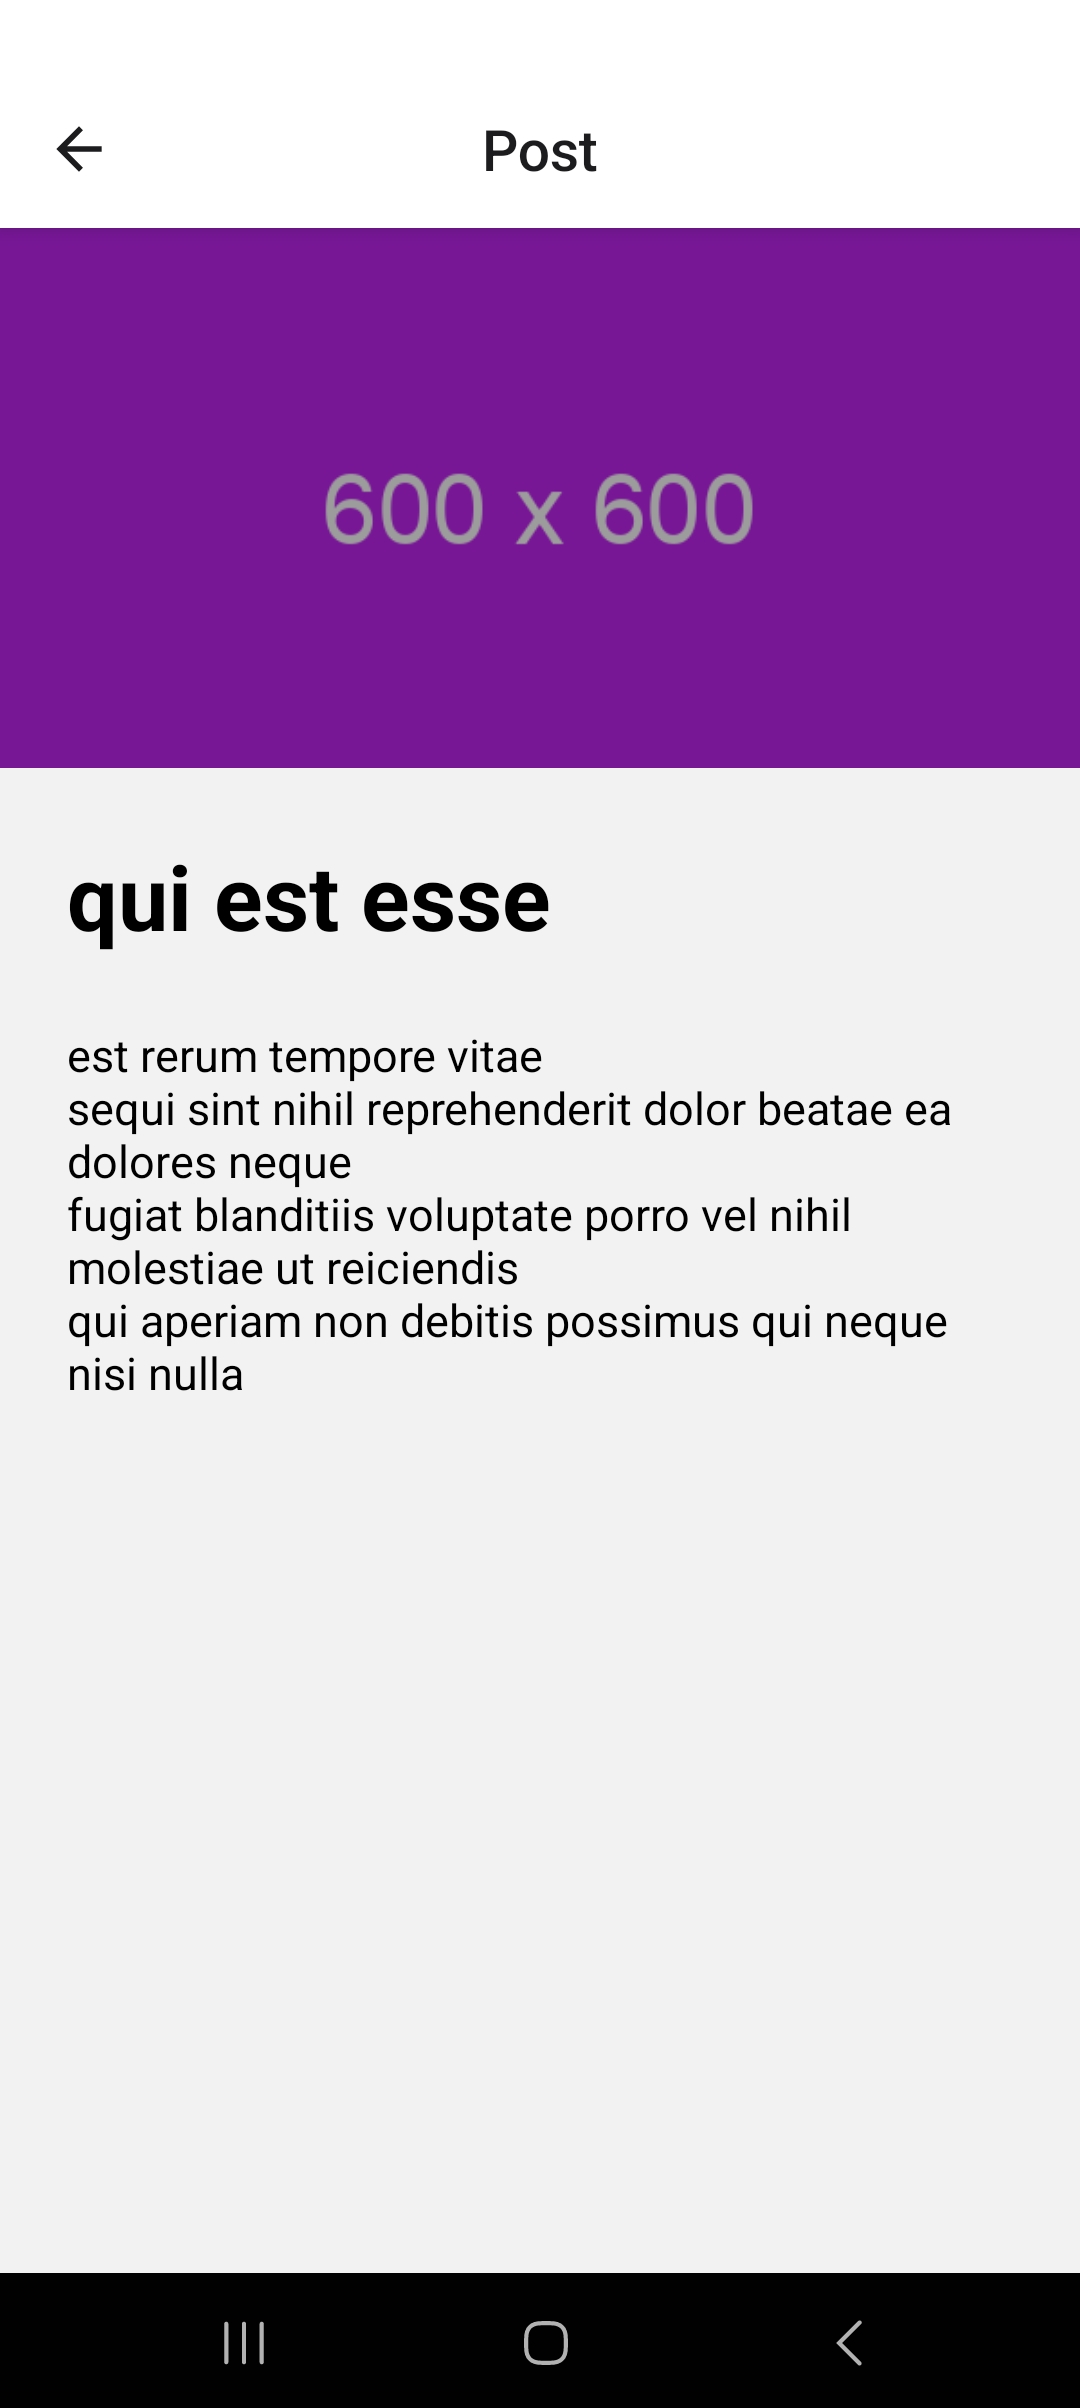 Post
600 x 600
qui est esse
est rerum tempore vitae
sequi sint nihil reprehenderit dolor beatae ea
dolores neque
fugiat blanditiis voluptate porro vel nihil
molestiae ut reiciendis
qui aperiam non debitis possimus qui neque
nisi nulla